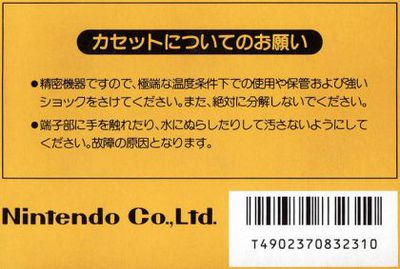 カセットについてのお願い
●精密機器ですので、極端な温度条件下での使用や保管および強い
ショックをさけてください。また、絶対に分解しないでください。
●端子部に手を触れたり、水にぬらしたりして汚さないようにして
ください。故障の原因となります。
Nintendo Co.,Ltd.
T4902370832310